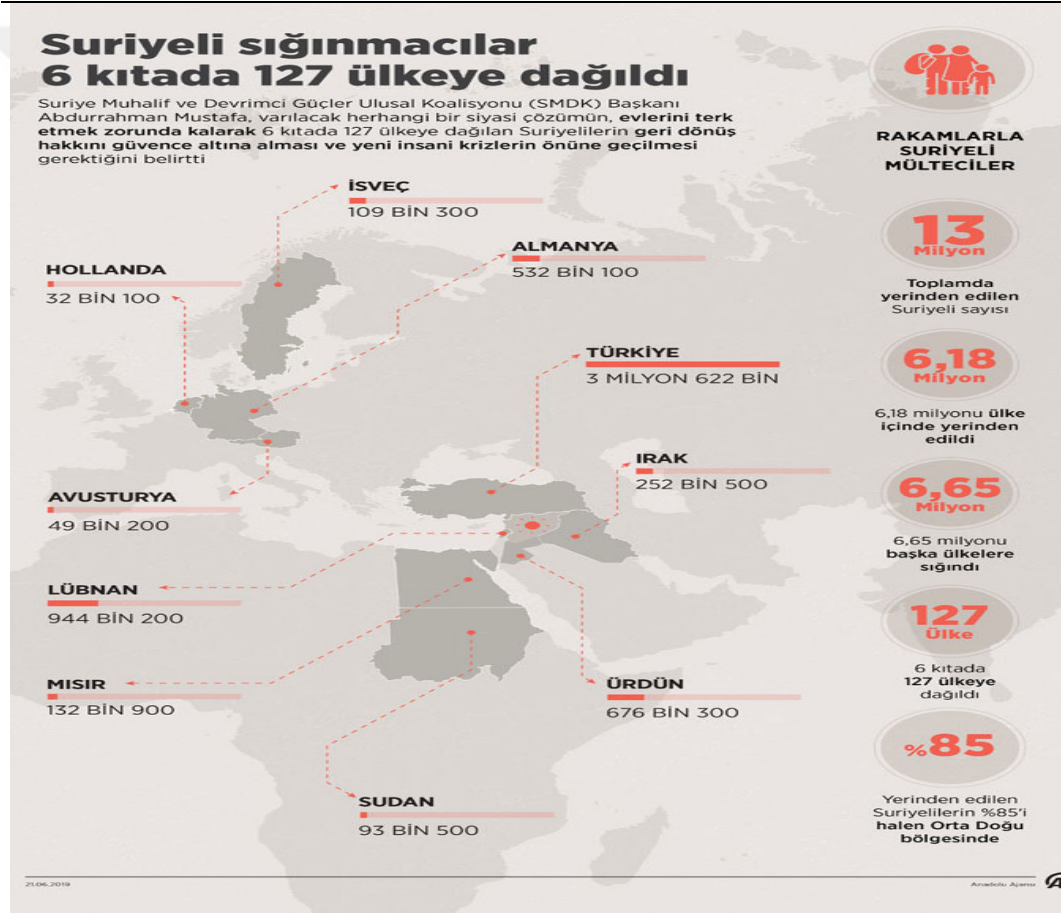 Suriyeli sığınmacılar
6 kıtada 127 ülkeye dağıldı
Suriye Muhalif ve Devrimci Güçler Ulusal Koalisyonu (SMDK) Başkanı
Abdurrahman Mustafa, varılacak herhangi bir siyasi çözümün, evlerini terk
etmek zorunda kalarak 6 kıtada 127 ülkeye dağılan Suriyelilerin geri dönüş
hakkını güvence altına alması ve yeni insani krizlerin önüne geçilmesi
gerektiğini belirtti
İSVEÇ
109 BİN 300
ALMANYA
532 BİN 100
HOLLANDA
32 BİN 100
TÜRKİYE
3 MİLYON 622 BİN
IRAK
252 BİN 500
AVUSTURYA
49 BİN 200
LÜBNAN
944 BİN 200
MISIR
132 BİN 900
ÜRDÜN
676 BİN 300
SUDAN
93 BİN 500
RAKAMLARLA
SURİYELİ
MÜLTECİLER
13
Milyon
Toplamda
yerinden edilen
Suriyeli sayısı
6,18
Milyon
6,18 milyonu ülke
içinde yerinden
edildi
6,65
Milyon
6,65 milyonu
başka ülkelere
sığındı
127
Ülke
6 kıtada
127 ülkeye
dağıldı
%85
Yerinden edilen
Suriyelilerin %85'i
halen Orta Doğu
bölgesinde
21.06.2019
Anadolu Ajansı